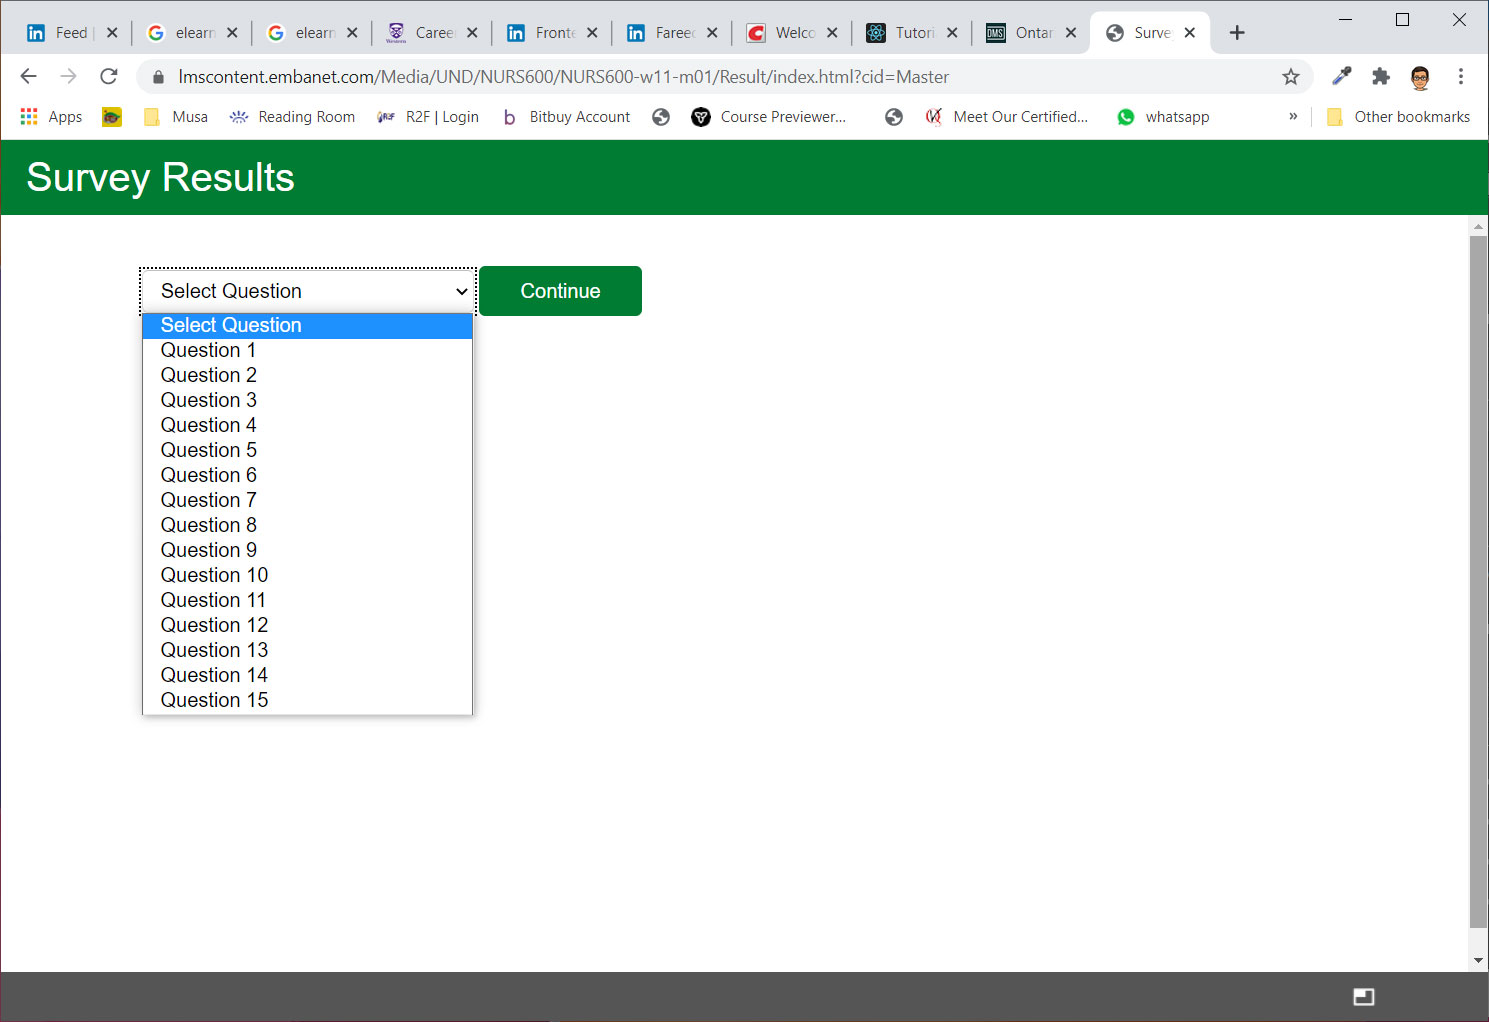 Feed
elearn
elearn
Career
Fronte
Fareed
Welco
Tutori
Ontar
Surve
lmscontent.embanet.com/Media/UND/NURS600/NURS600-w11-m01/Result/index.html?cid=Master
Apps
Musa
Reading Room
R2F | Login
Bitbuy Account
Course Previewer...
Meet Our Certified...
whatsapp
»
Other bookmarks
Survey Results
Select Question
Continue
Select Question
Question 1
Question 2
Question 3
Question 4
Question 5
Question 6
Question 7
Question 8
Question 9
Question 10
Question 11
Question 12
Question 13
Question 14
Question 15